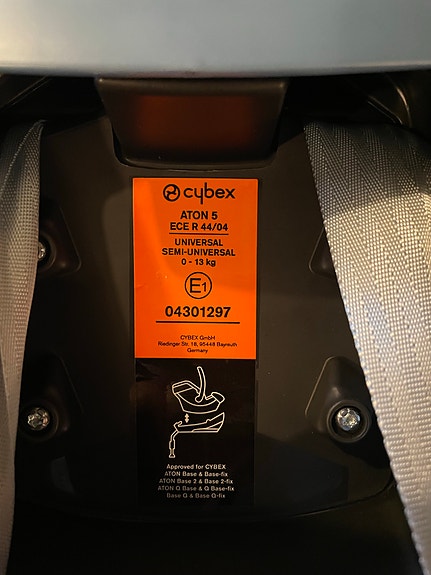 cybex
ATON 5
ECE R 44/04
UNIVERSAL
SEMI-UNIVERSAL
0 - 13 kg
E1
04301297
CYBEX GmbH
Riedinger Str. 18, 95448 Bayreuth
Germany
Approved for CYBEX
ATON Base & Base-fix
ATON Base 2 & Base 2-fix
ATON Q Base & Q Base-fix
Base Q & Base Q-fix